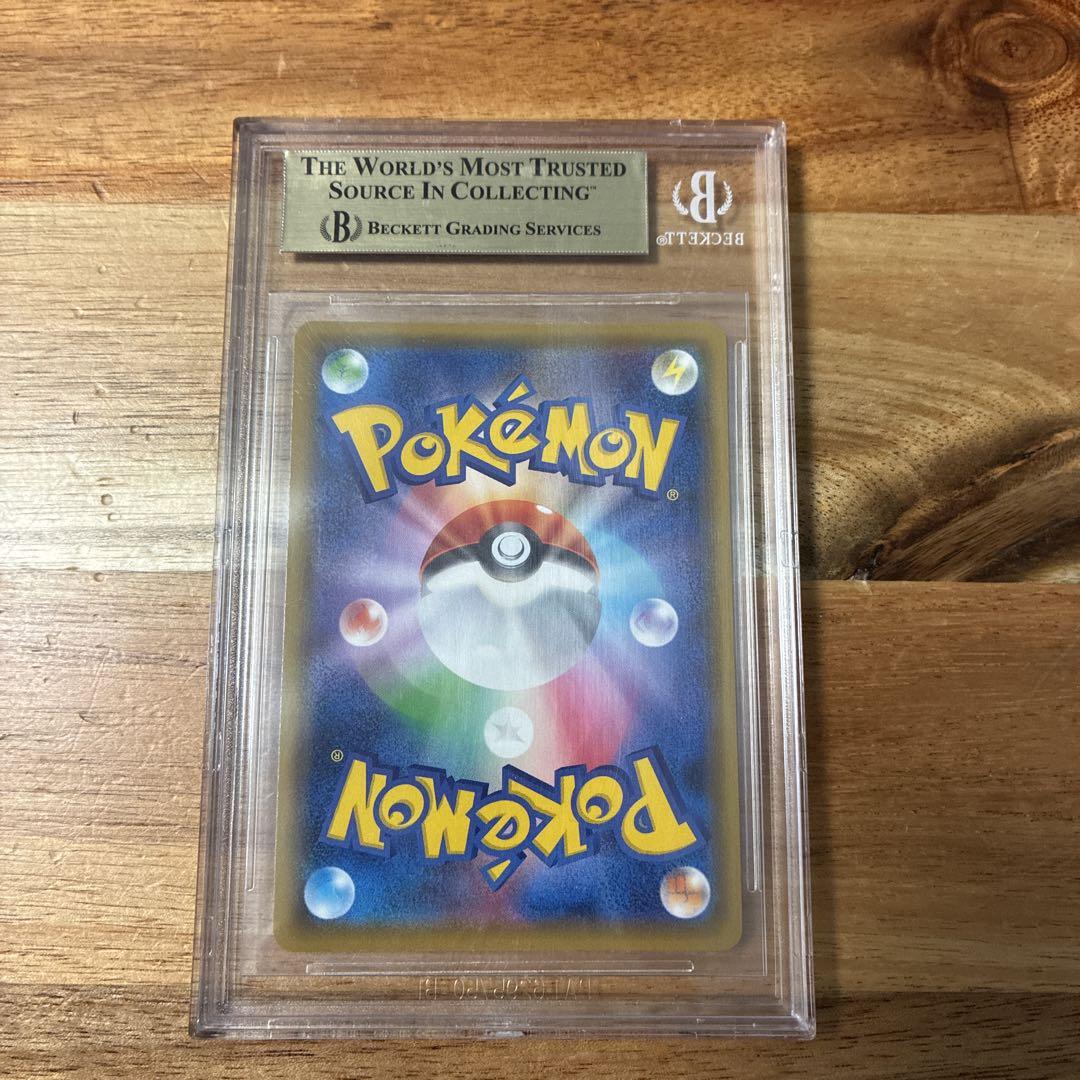 THE WORLD'S MOST TRUSTED
SOURCE IN COLLECTING™
B BECKETT GRADING SERVICES
B
BECKETT®
POKéMON®
POKéMON®